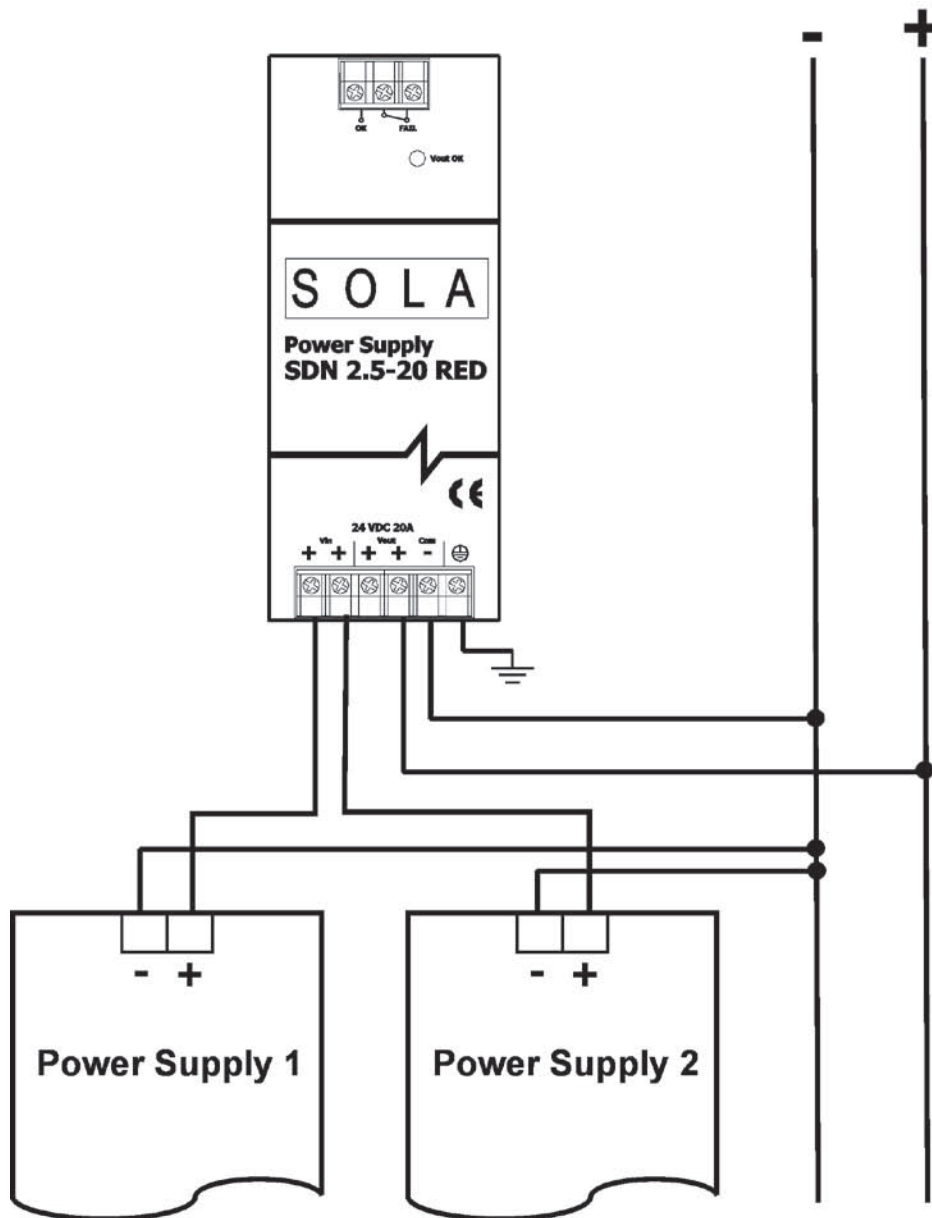 - +
OK FAIL
Vout OK
SOLA
Power Supply
SDN 2.5-20 RED
CE
24 VDC 20A
Vin Vout Com
+ + + + -
- + - +
Power Supply 1 Power Supply 2